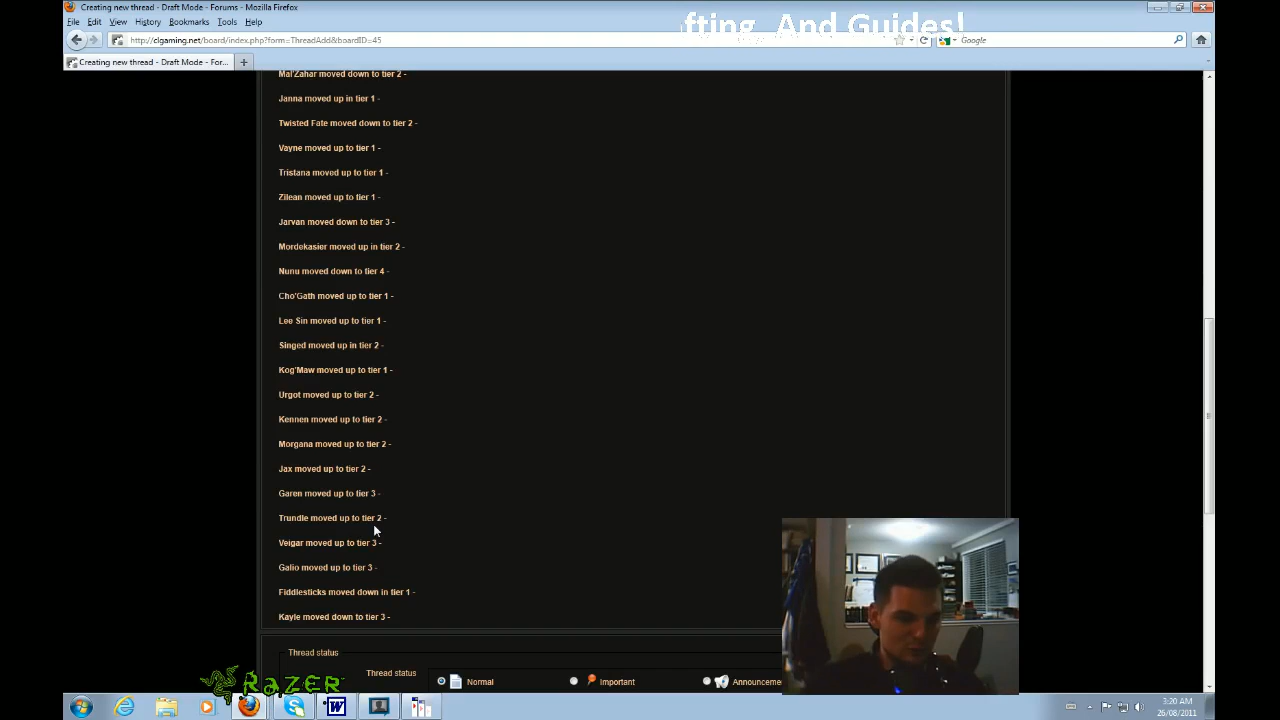 Creating new thread - Draft Mode - Forums - Mozilla Firefox
File Edit View History Bookmarks Tools Help
fting, And Guides!
http://clgaming.net/board/index.php?form=ThreadAdd&boardID=45
Google
Creating new thread - Draft Mode - For...
Mal'Zahar moved down to tier 2 -
Janna moved up in tier 1 -
Twisted Fate moved down to tier 2 -
Vayne moved up to tier 1 -
Tristana moved up to tier 1 -
Zilean moved up to tier 1 -
Jarvan moved down to tier 3 -
Mordekasier moved up in tier 2 -
Nunu moved down to tier 4 -
Cho'Gath moved up to tier 1 -
Lee Sin moved up to tier 1 -
Singed moved up in tier 2 -
Kog'Maw moved up to tier 1 -
Urgot moved up to tier 2 -
Kennen moved up to tier 2 -
Morgana moved up to tier 2 -
Jax moved up to tier 2 -
Garen moved up to tier 3 -
Trundle moved up to tier 2 -
Veigar moved up to tier 3 -
Galio moved up to tier 3 -
Fiddlesticks moved down in tier 1 -
Kayle moved down to tier 3 -
Thread status
Thread status
Normal
Important
Announcemen
RAZER
3:20 AM
26/08/2011